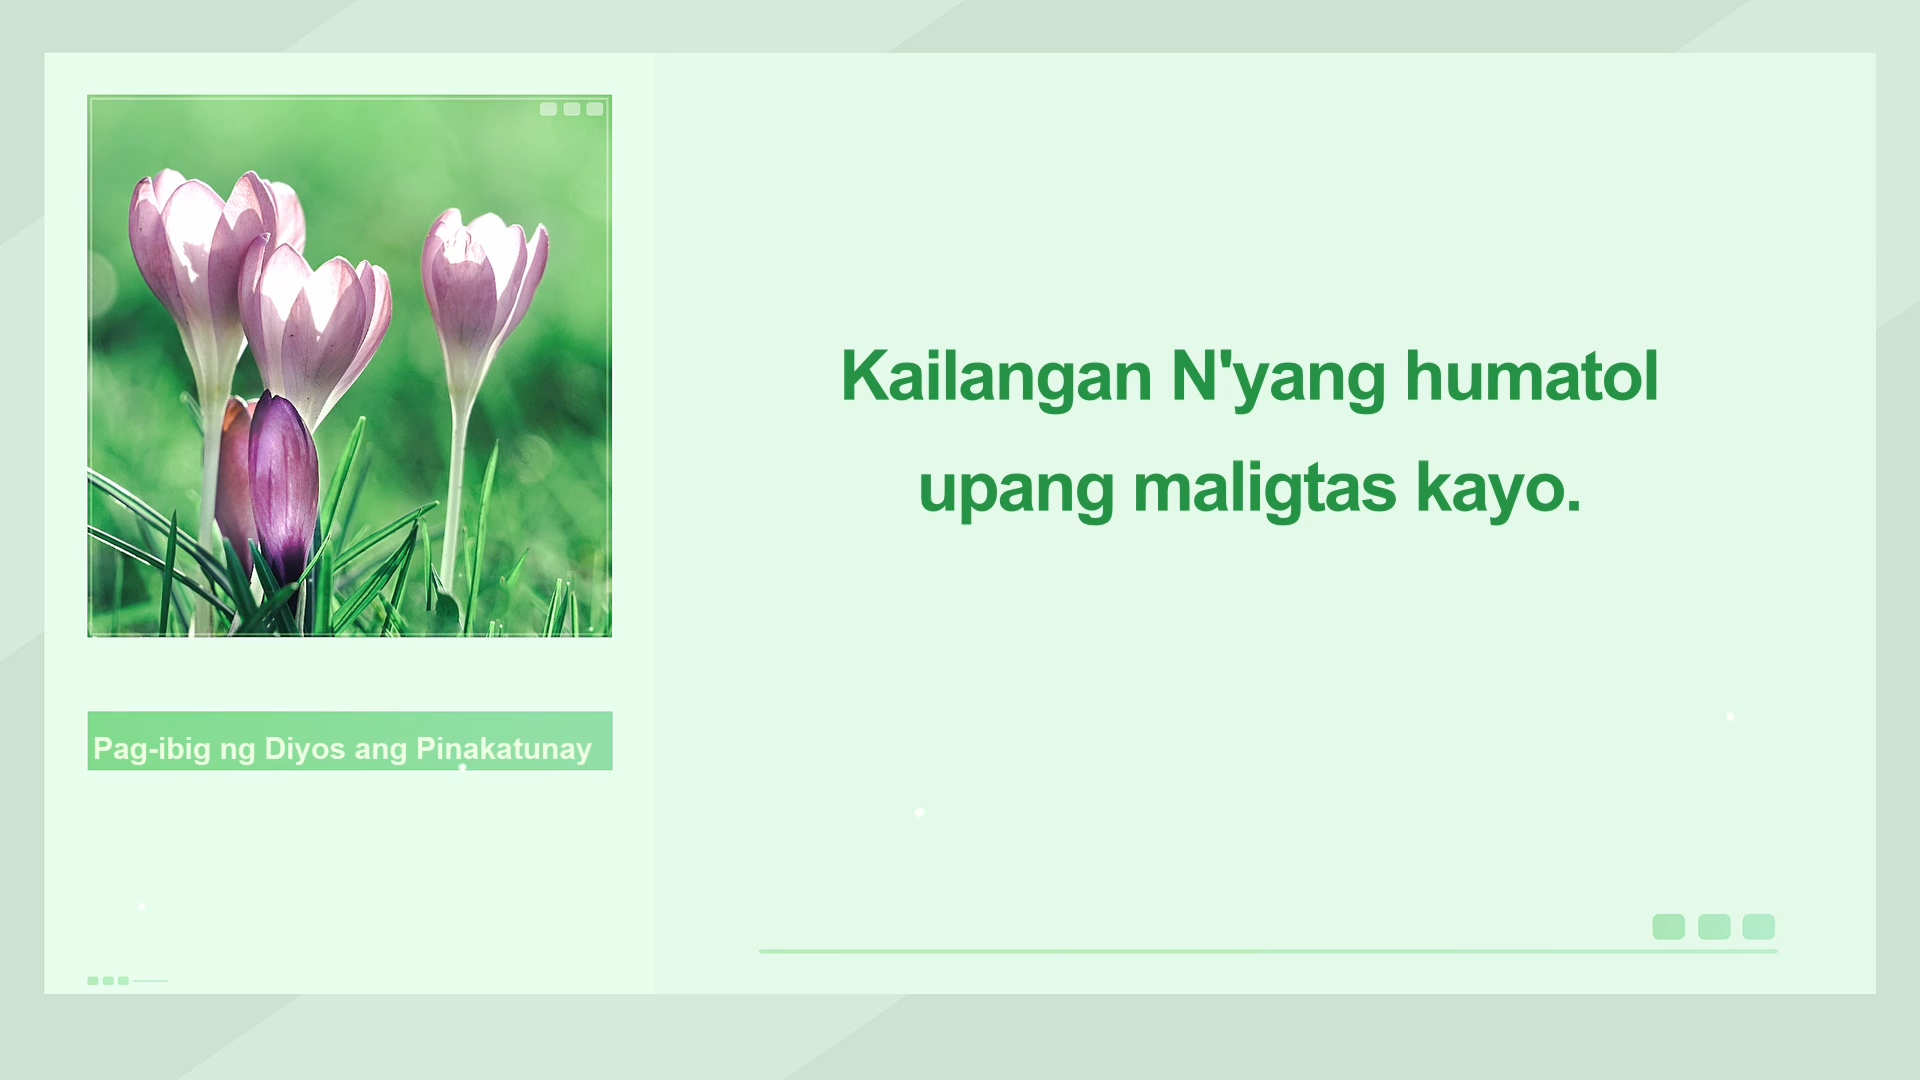 Kailangan N'yang humatol
upang maligtas kayo.
Pag-ibig ng Diyos ang Pinakatunay